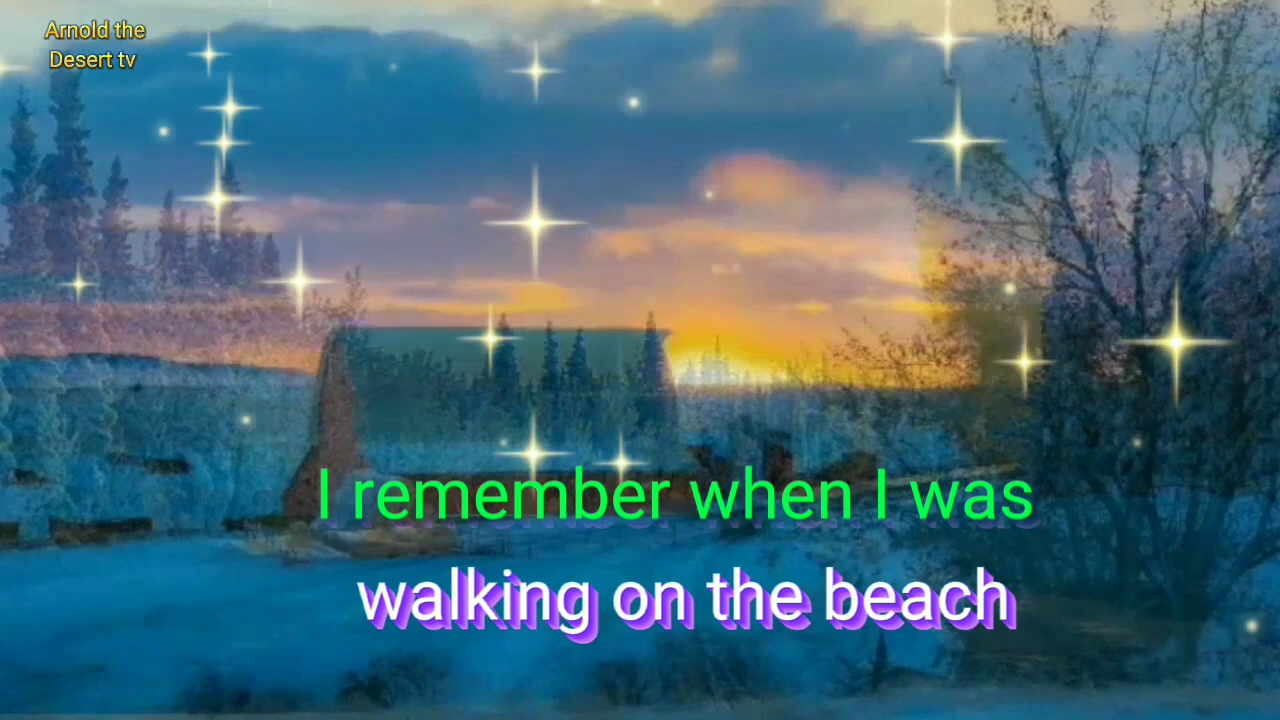 Arnold the
Desert tv
I remember when I was
walking on the beach